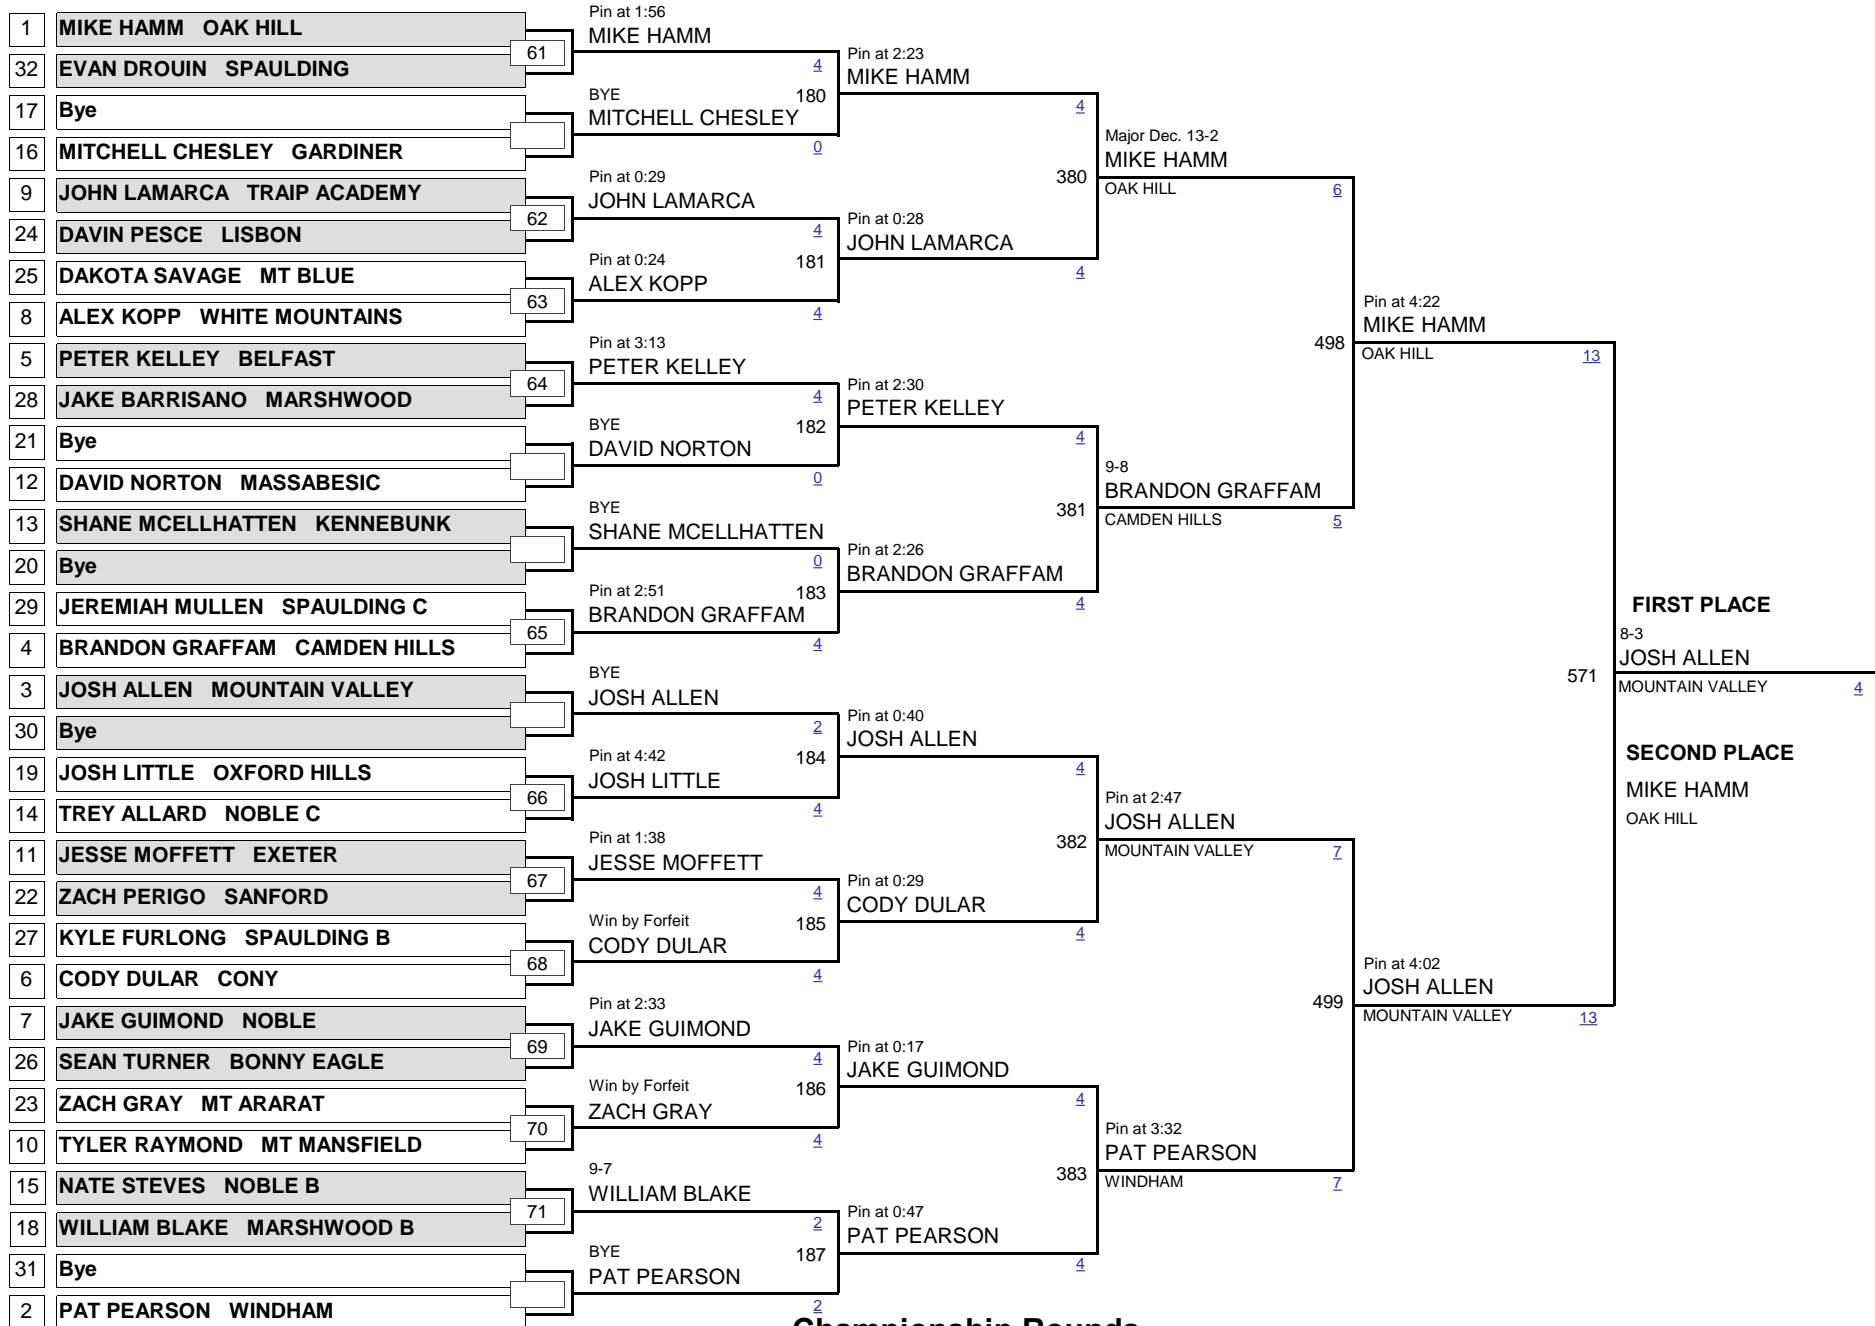 1 MIKE HAMM OAK HILL
32 EVAN DROUIN SPAULDING
17 Bye
16 MITCHELL CHESLEY GARDINER
9 JOHN LAMARCA TRAIP ACADEMY
24 DAVIN PESCE LISBON
25 DAKOTA SAVAGE MT BLUE
8 ALEX KOPP WHITE MOUNTAINS
5 PETER KELLEY BELFAST
28 JAKE BARRISANO MARSHWOOD
21 Bye
12 DAVID NORTON MASSABESIC
13 SHANE MCELLHATTEN KENNEBUNK
20 Bye
29 JEREMIAH MULLEN SPAULDING C
4 BRANDON GRAFFAM CAMDEN HILLS
3 JOSH ALLEN MOUNTAIN VALLEY
30 Bye
19 JOSH LITTLE OXFORD HILLS
14 TREY ALLARD NOBLE C
11 JESSE MOFFETT EXETER
22 ZACH PERIGO SANFORD
27 KYLE FURLONG SPAULDING B
6 CODY DULAR CONY
7 JAKE GUIMOND NOBLE
26 SEAN TURNER BONNY EAGLE
23 ZACH GRAY MT ARARAT
10 TYLER RAYMOND MT MANSFIELD
15 NATE STEVES NOBLE B
18 WILLIAM BLAKE MARSHWOOD B
31 Bye
2 PAT PEARSON WINDHAM
61
62
63
64
65
66
67
68
69
70
71
Pin at 1:56
MIKE HAMM
4
BYE
180
MITCHELL CHESLEY
0
Pin at 0:29
JOHN LAMARCA
4
Pin at 0:24
181
ALEX KOPP
4
Pin at 3:13
PETER KELLEY
4
BYE
182
DAVID NORTON
0
BYE
SHANE MCELLHATTEN
0
Pin at 2:51
183
BRANDON GRAFFAM
4
BYE
JOSH ALLEN
2
Pin at 4:42
184
JOSH LITTLE
4
Pin at 1:38
JESSE MOFFETT
4
Win by Forfeit
185
CODY DULAR
4
Pin at 2:33
JAKE GUIMOND
4
Win by Forfeit
186
ZACH GRAY
4
9-7
WILLIAM BLAKE
2
BYE
187
PAT PEARSON
2
Pin at 2:23
MIKE HAMM
4
380
Pin at 0:28
JOHN LAMARCA
4
Pin at 2:30
PETER KELLEY
4
381
Pin at 2:26
BRANDON GRAFFAM
4
Pin at 0:40
JOSH ALLEN
4
382
Pin at 0:29
CODY DULAR
4
Pin at 0:17
JAKE GUIMOND
4
383
Pin at 0:47
PAT PEARSON
4
Major Dec. 13-2
MIKE HAMM
OAK HILL 6
498
9-8
BRANDON GRAFFAM
CAMDEN HILLS 5
Pin at 2:47
JOSH ALLEN
MOUNTAIN VALLEY 7
499
Pin at 3:32
PAT PEARSON
WINDHAM 7
Pin at 4:22
MIKE HAMM
OAK HILL 13
571
Pin at 4:02
JOSH ALLEN
MOUNTAIN VALLEY 13
FIRST PLACE
8-3
JOSH ALLEN
MOUNTAIN VALLEY 4
SECOND PLACE
MIKE HAMM
OAK HILL
Championship Rounds